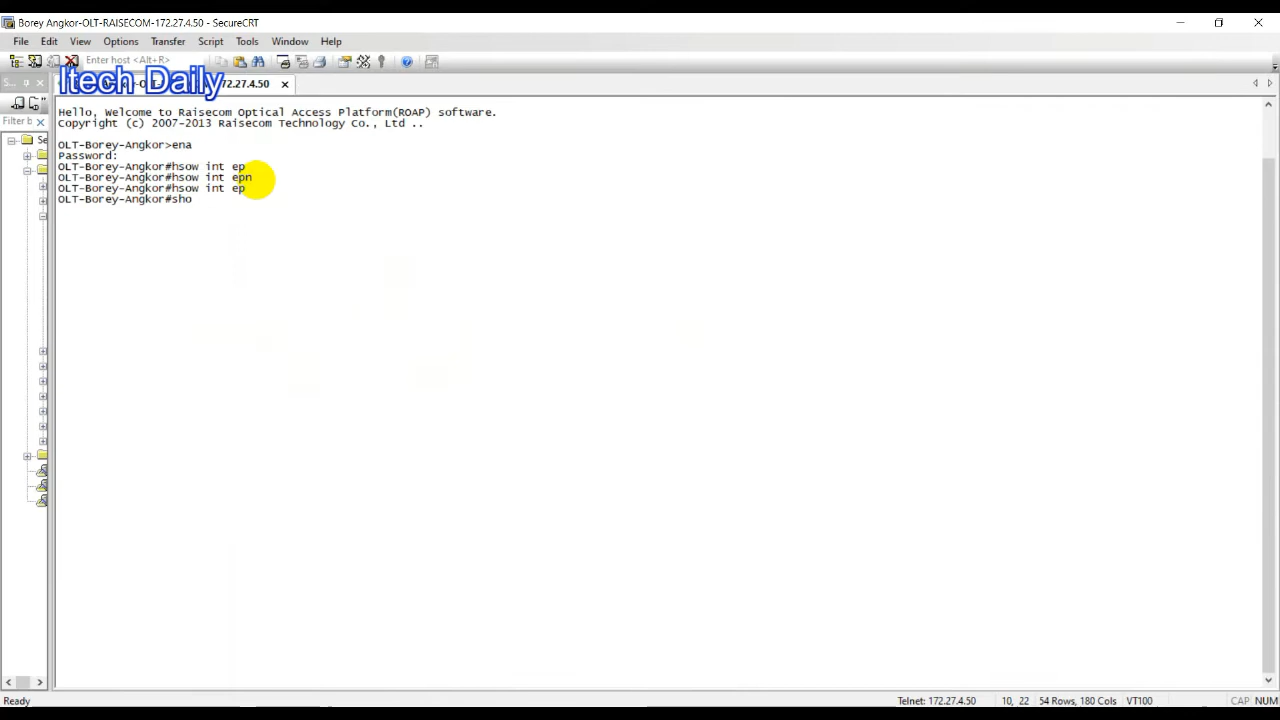 Borey Angkor-OLT-RAISECOM-172.27.4.50 - SecureCRT
File Edit View Options Transfer Script Tools Window Help
Enter host <Alt+R>
S...
Itech Daily
72.27.4.50
Filter b
Se
Hello, Welcome to Raisecom Optical Access Platform(ROAP) software.
Copyright (c) 2007-2013 Raisecom Technology Co., Ltd ..
OLT-Borey-Angkor>ena
Password:
OLT-Borey-Angkor#hsow int ep
OLT-Borey-Angkor#hsow int epn
OLT-Borey-Angkor#hsow int ep
OLT-Borey-Angkor#sho
Ready
Telnet: 172.27.4.50 10, 22 54 Rows, 180 Cols VT100 CAP NUM